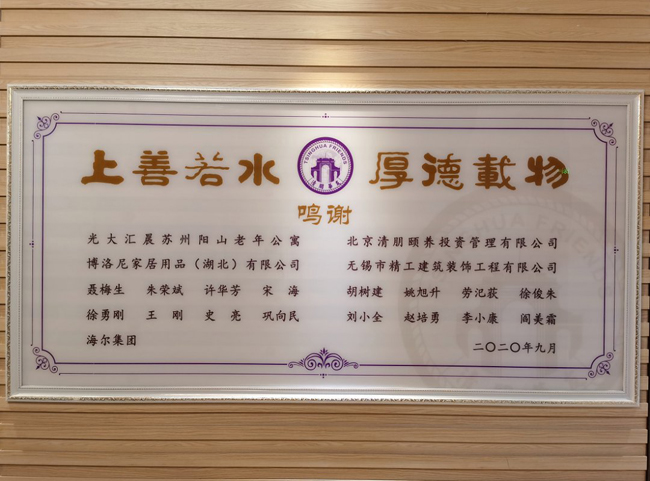 上善若水
TSINGHUA FRIENDS
厚德載物
鸣谢
光大汇晨苏州阳山老年公寓
博洛尼家居用品（湖北）有限公司
聂梅生 朱荣斌 许华芳 宋海
徐勇刚 王刚 史亮 巩向民
海尔集团
北京清朋颐养投资管理有限公司
无锡市精工建筑装饰工程有限公司
胡树建 姚旭升 劳汜荻 徐俊朱
刘小全 赵培勇 季小康 阎美霜
二〇二〇年九月